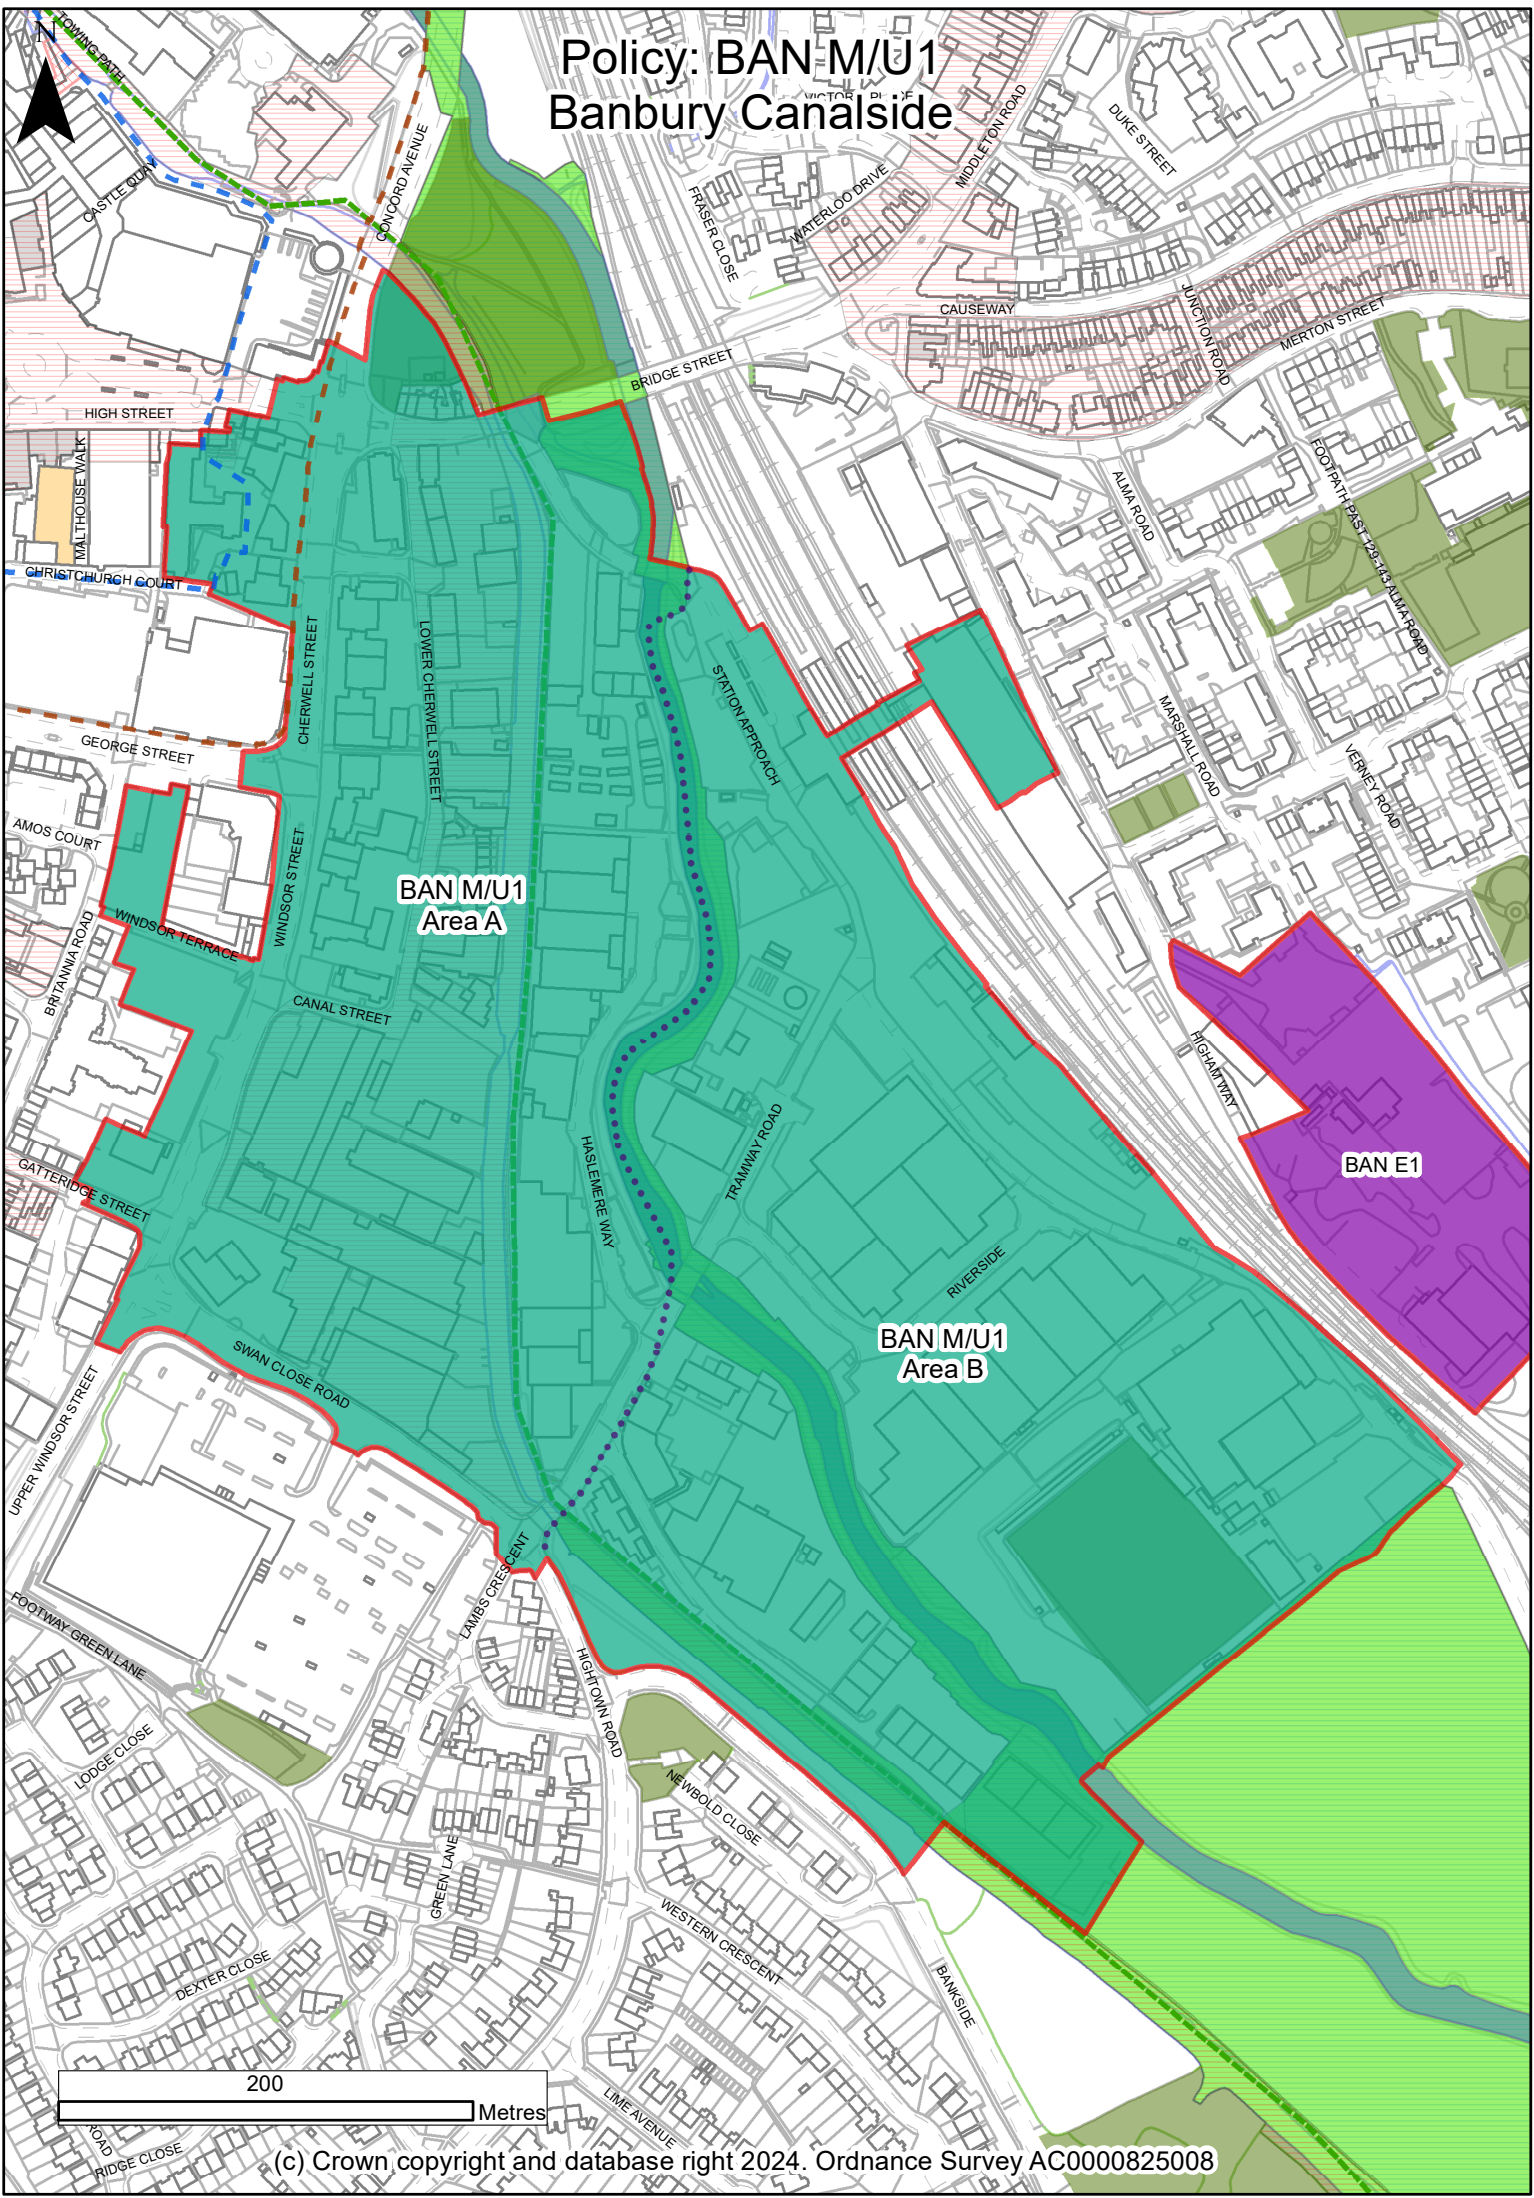 Policy: BAN M/U1
Banbury Canalside
N
TOWING PATH
CASTLE QUAY
CONCORD AVENUE
MIDDLETON ROAD
DUKE STREET
FRASER CLOSE
WATERLOO DRIVE
CAUSEWAY
JUNCTION ROAD
MERTON STREET
BRIDGE STREET
HIGH STREET
MALTHOUSE WALK
CHRISTCHURCH COURT
ALMA ROAD
FOOTPATH PAST 129-143 ALMA ROAD
CHERWELL STREET
LOWER CHERWELL STREET
STATION APPROACH
MARSHALL ROAD
VERNEY ROAD
GEORGE STREET
AMOS COURT
WINDSOR STREET
WINDSOR TERRACE
BRITANNIA ROAD
BAN M/U1
Area A
CANAL STREET
HIGHAM WAY
BAN E1
GATTERIDGE STREET
HASLEMERE WAY
TRAMWAY ROAD
RIVERSIDE
BAN M/U1
Area B
SWAN CLOSE ROAD
UPPER WINDSOR STREET
LAMBS CRESCENT
FOOTWAY GREEN LANE
HIGHTOWN ROAD
LODGE CLOSE
NEWBOLD CLOSE
GREEN LANE
WESTERN CRESCENT
DEXTER CLOSE
BANKSIDE
200
Metres
LIME AVENUE
ROAD
RIDGE CLOSE
(c) Crown copyright and database right 2024. Ordnance Survey AC0000825008